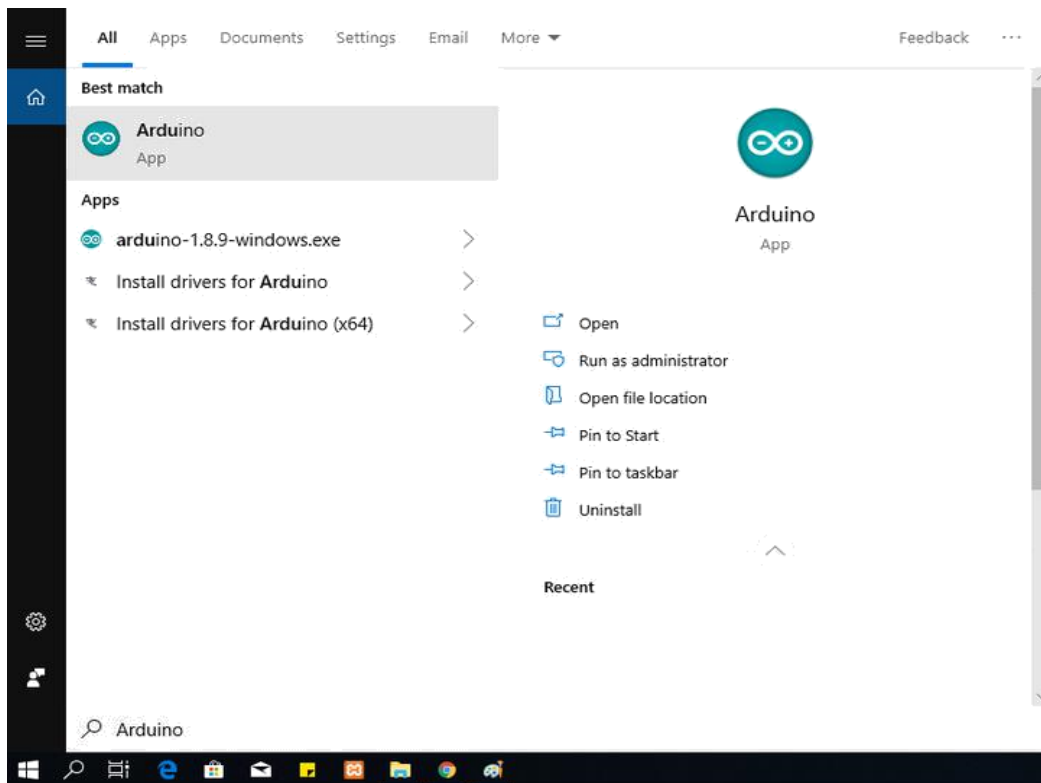 All Apps Documents Settings Email More Feedback ...
Best match
Arduino
App
Apps
arduino-1.8.9-windows.exe
Install drivers for Arduino
Install drivers for Arduino (x64)
Arduino
App
Open
Run as administrator
Open file location
Pin to Start
Pin to taskbar
Uninstall
Recent
Arduino